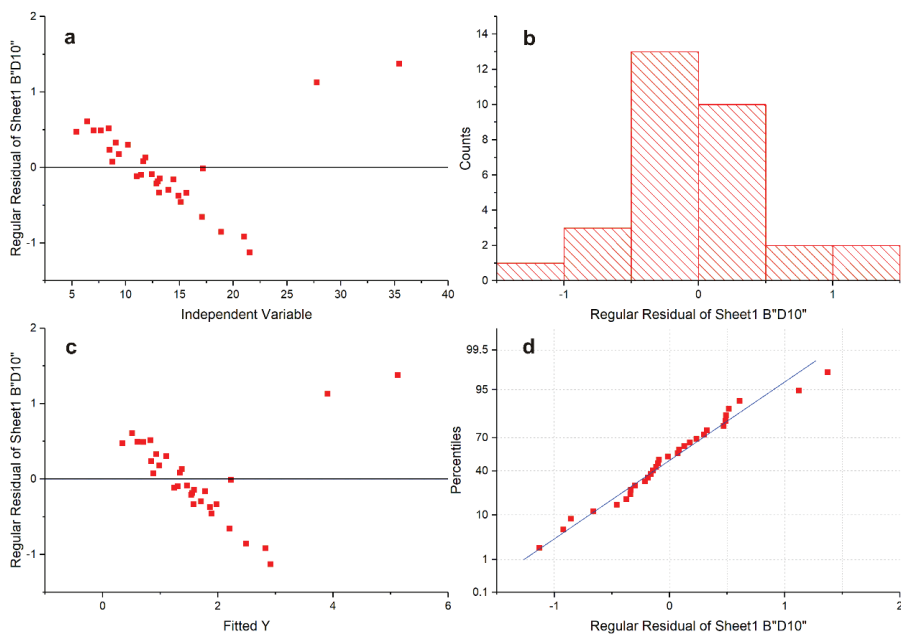 a
2
1
0
-1
Regular Residual of Sheet1 B"D10"
5 10 15 20 25 30 35 40
Independent Variable
b
14
12
10
8
6
4
2
0
Counts
-1 0 1
Regular Residual of Sheet1 B"D10"
c
2
1
0
-1
Regular Residual of Sheet1 B"D10"
0 2 4 6
Fitted Y
d
99.5
95
70
40
10
1
0.1
Percentiles
-1 0 1 2
Regular Residual of Sheet1 B"D10"